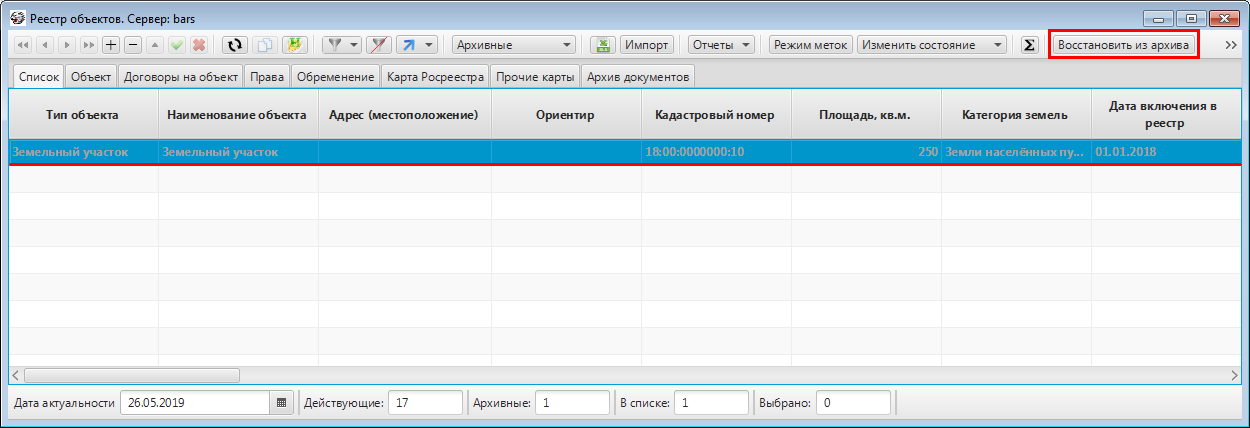 Реестр объектов. Сервер: bars
Архивные Импорт Отчеты Режим меток Изменить состояние Σ Восстановить из архива
Список Объект Договоры на объект Права Обременение Карта Росреестра Прочие карты Архив документов
Тип объекта Наименование объекта Адрес (местоположение) Ориентир Кадастровый номер Площадь, кв.м. Категория земель Дата включения в
реестр
Земельный участок Земельный участок 18:00:0000000:10 250 Земли населённых пу... 01.01.2018
Дата актуальности 26.05.2019 Действующие: 17 Архивные: 1 В списке: 1 Выбрано: 0